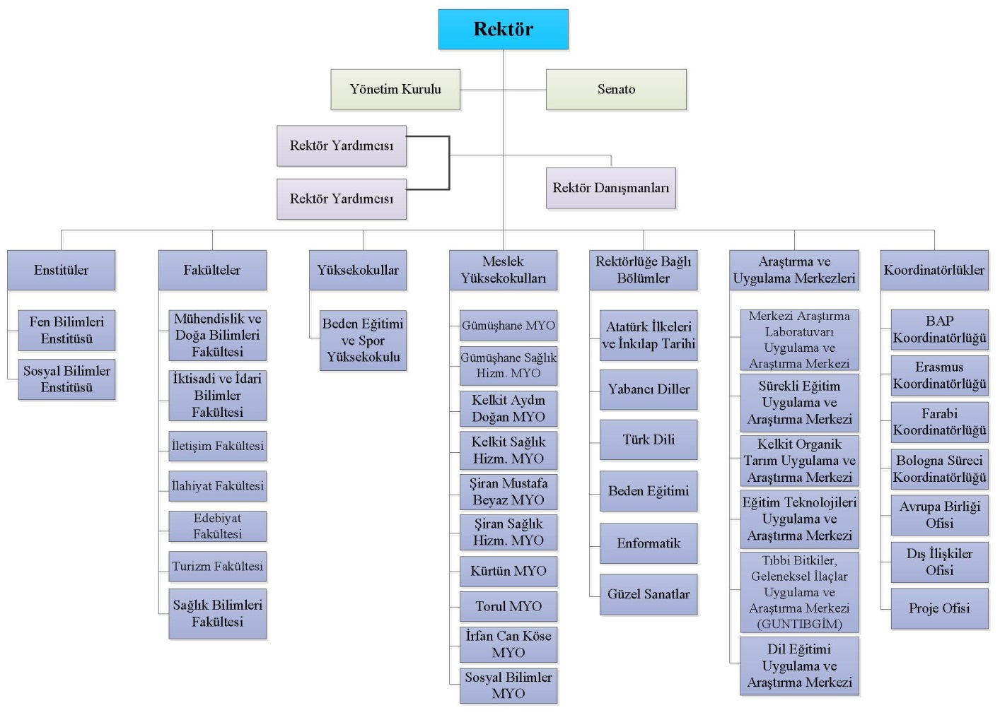 Rektör
Yönetim Kurulu
Senato
Rektör Yardımcısı
Rektör Yardımcısı
Rektör Danışmanları
Enstitüler
Fen Bilimleri
Enstitüsü
Sosyal Bilimler
Enstitüsü
Fakülteler
Mühendislik ve
Doğa Bilimleri
Fakültesi
İktisadi ve İdari
Bilimler
Fakültesi
İletişim Fakültesi
İlahiyat Fakültesi
Edebiyat
Fakültesi
Turizm Fakültesi
Sağlık Bilimleri
Fakültesi
Yüksekokullar
Beden Eğitimi
ve Spor
Yüksekokulu
Meslek
Yüksekokulları
Gümüşhane MYO
Gümüşhane Sağlık
Hizm. MYO
Kelkit Aydın
Doğan MYO
Kelkit Sağlık
Hizm. MYO
Şiran Mustafa
Beyaz MYO
Şiran Sağlık
Hizm. MYO
Kürtün MYO
Torul MYO
İrfan Can Köse
MYO
Sosyal Bilimler
MYO
Rektörlüğe Bağlı
Bölümler
Atatürk İlkeleri
ve İnkılap Tarihi
Yabancı Diller
Türk Dili
Beden Eğitimi
Enformatik
Güzel Sanatlar
Araştırma ve
Uygulama Merkezleri
Merkezi Araştırma
Laboratuvarı
Uygulama ve
Araştırma Merkezi
Sürekli Eğitim
Uygulama ve
Araştırma Merkezi
Kelkit Organik
Tarım Uygulama ve
Araştırma Merkezi
Eğitim Teknolojileri
Uygulama ve
Araştırma Merkezi
Tıbbi Bitkiler,
Geleneksel İlaçlar
Uygulama ve
Araştırma Merkezi
(GUNTIBGİM)
Dil Eğitimi
Uygulama ve
Araştırma Merkezi
Koordinatörlükler
BAP
Koordinatörlüğü
Erasmus
Koordinatörlüğü
Farabi
Koordinatörlüğü
Bologna Süreci
Koordinatörlüğü
Avrupa Birliği
Ofisi
Dış İlişkiler
Ofisi
Proje Ofisi